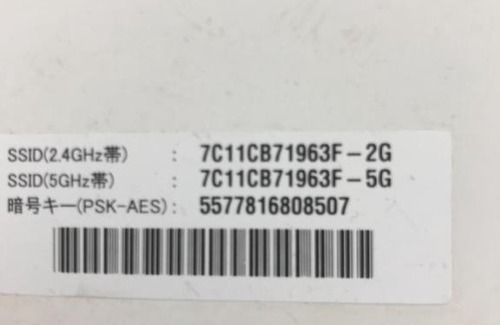 SSID(2.4GHz帯) : 7C11CB71963F-2G
SSID(5GHz帯) : 7C11CB71963F-5G
暗号キー(PSK-AES) : 5577816808507